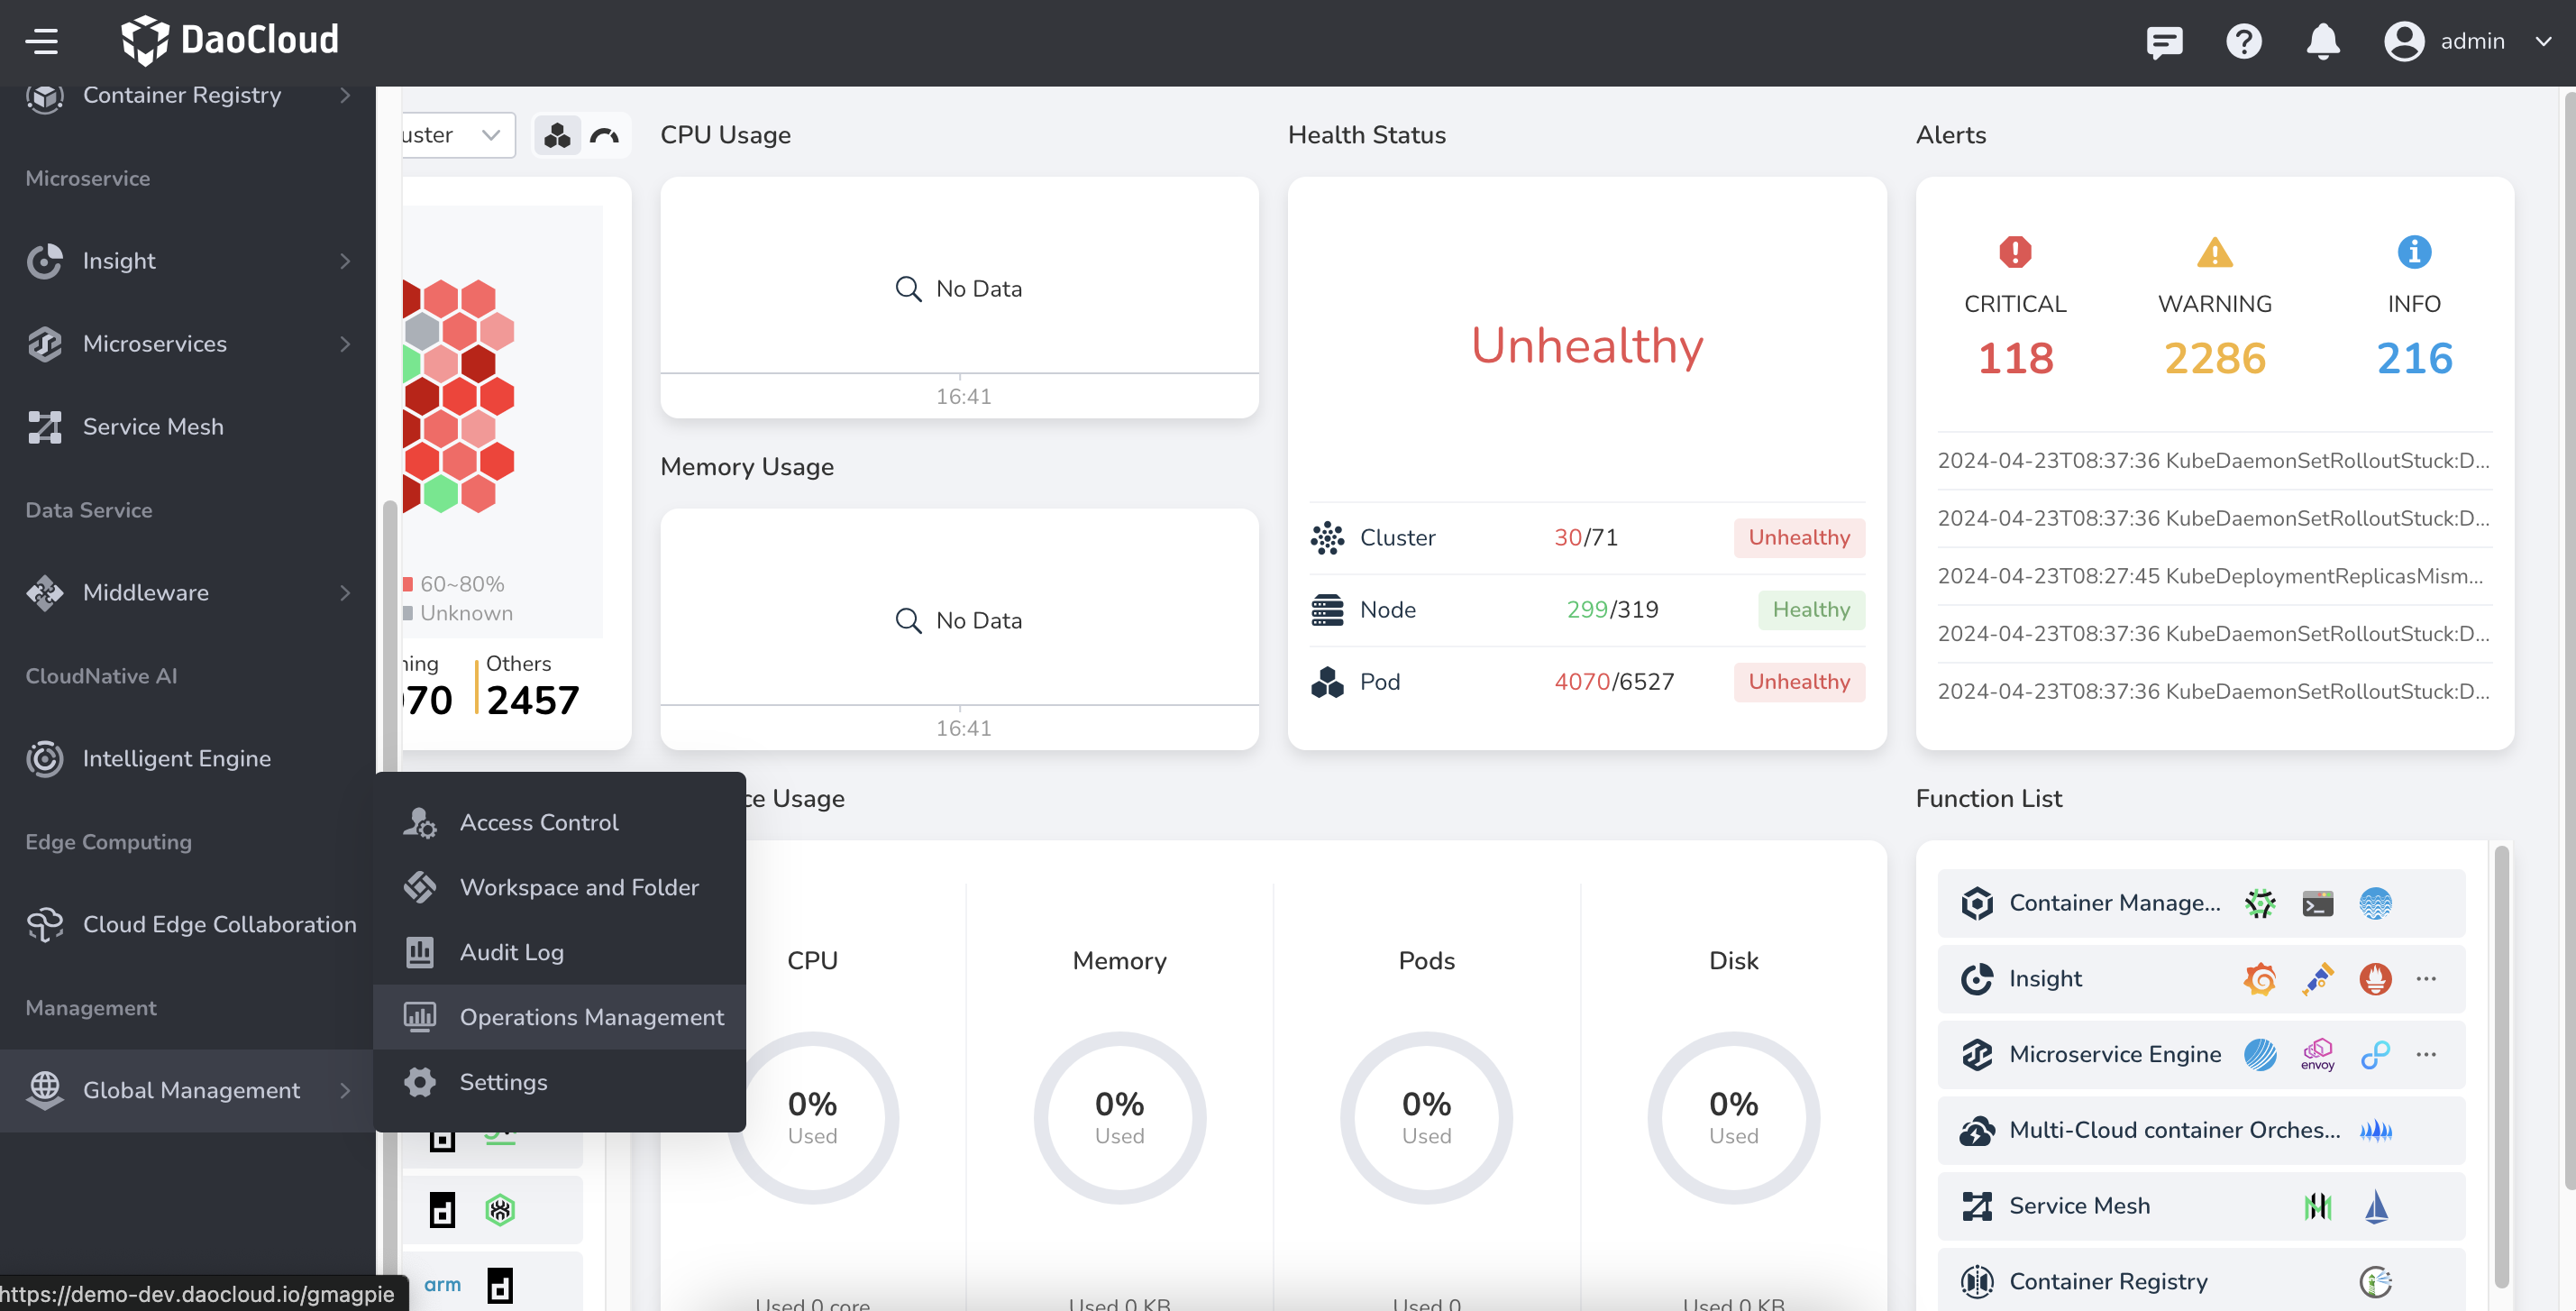 DaoCloud
admin
Container Registry
Microservice
Insight
Microservices
Service Mesh
Data Service
Middleware
CloudNative AI
Intelligent Engine
Edge Computing
Cloud Edge Collaboration
Management
Global Management
Access Control
Workspace and Folder
Audit Log
Operations Management
Settings
uster
60~80%
Unknown
ning
Others
070
2457
CPU Usage
No Data
16:41
Memory Usage
No Data
16:41
Health Status
Unhealthy
Cluster 30/71 Unhealthy
Node 299/319 Healthy
Pod 4070/6527 Unhealthy
Alerts
CRITICAL WARNING INFO
118 2286 216
2024-04-23T08:37:36 KubeDaemonSetRolloutStuck:D...
2024-04-23T08:37:36 KubeDaemonSetRolloutStuck:D...
2024-04-23T08:27:45 KubeDeploymentReplicasMism...
2024-04-23T08:37:36 KubeDaemonSetRolloutStuck:D...
2024-04-23T08:37:36 KubeDaemonSetRolloutStuck:D...
ce Usage
CPU Memory Pods Disk
0% 0% 0% 0%
Used Used Used Used
Used 0 core Used 0 KB Used 0 Used 0 KB
Function List
Container Manage...
Insight ...
Microservice Engine envoy ...
Multi-Cloud container Orches...
Service Mesh
Container Registry
arm
https://demo-dev.daocloud.io/gmagpie